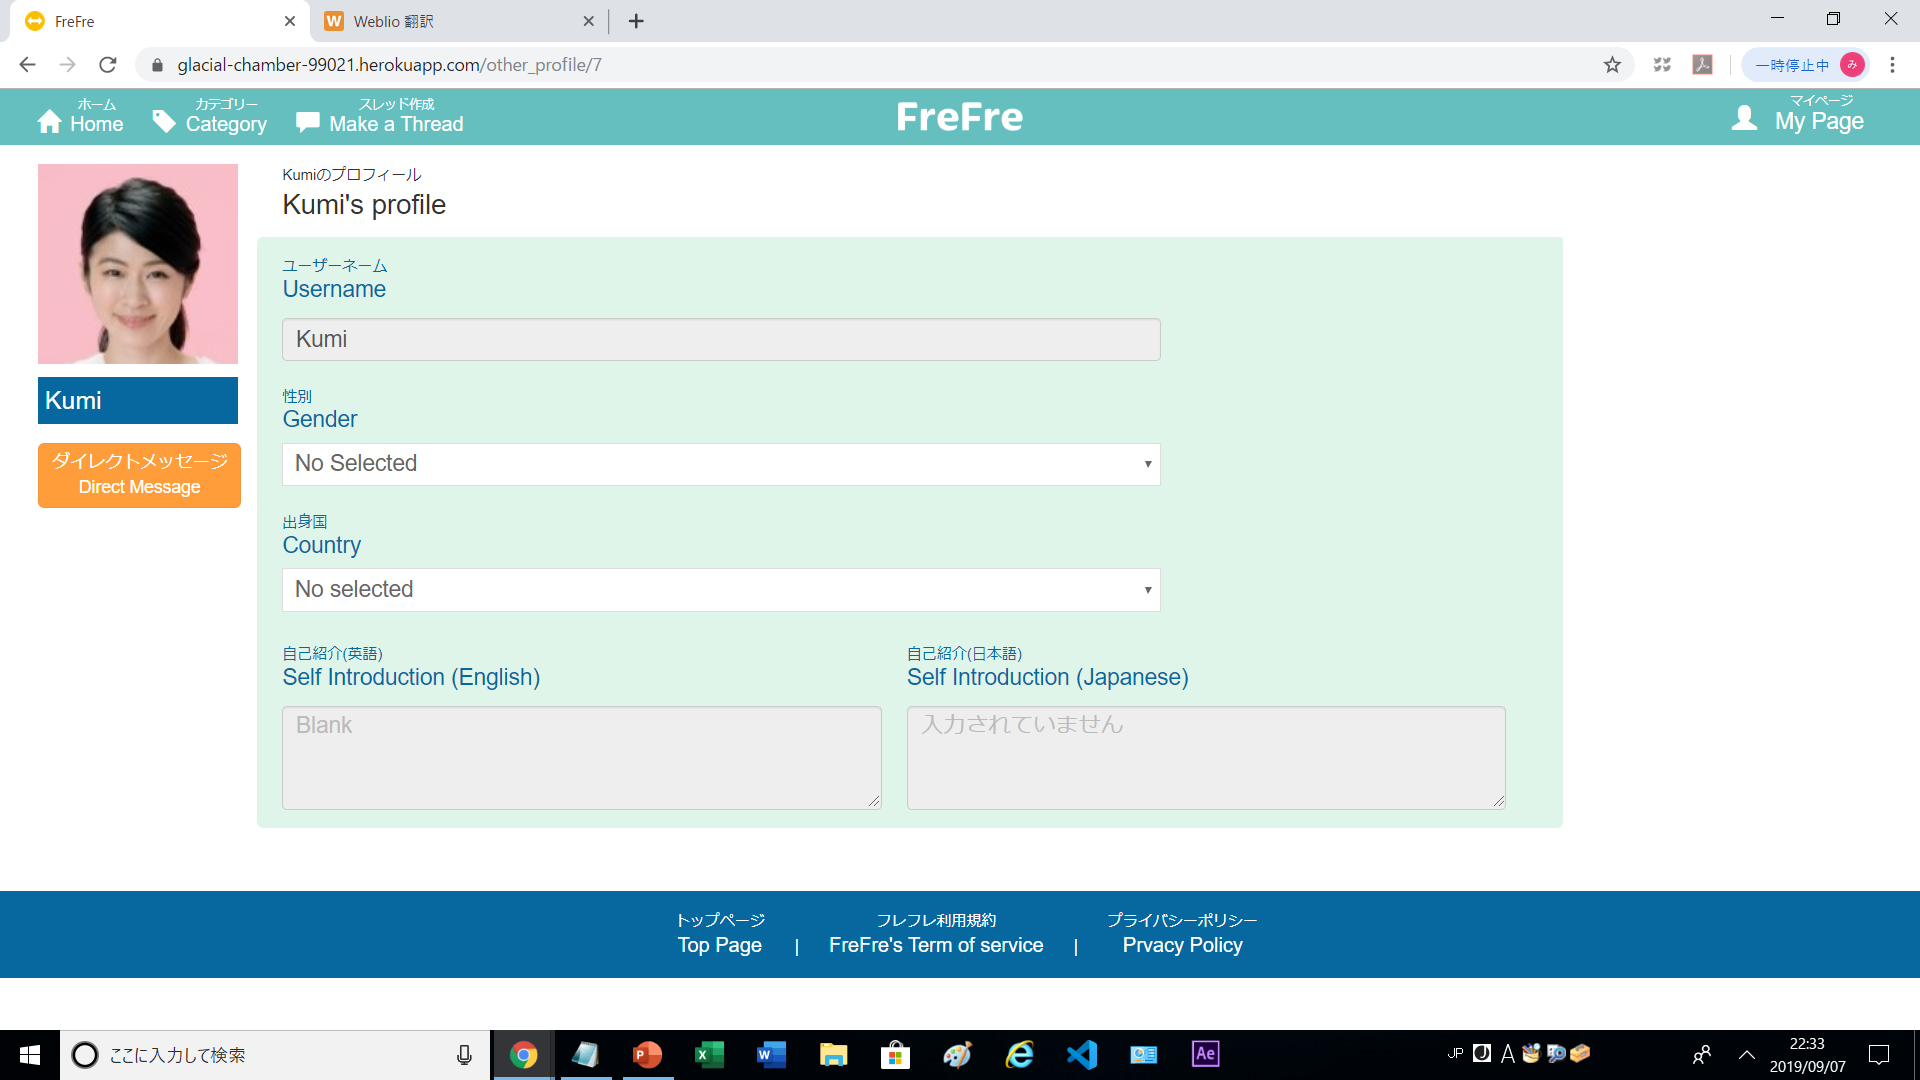 FreFre
Weblio 翻訳
glacial-chamber-99021.herokuapp.com/other_profile/7
一時停止中
み
ホーム
Home
カテゴリー
Category
スレッド作成
Make a Thread
FreFre
マイページ
My Page
Kumiのプロフィール
Kumi's profile
Kumi
ダイレクトメッセージ
Direct Message
ユーザーネーム
Username
Kumi
性別
Gender
No Selected
出身国
Country
No selected
自己紹介(英語)
Self Introduction (English)
Blank
自己紹介(日本語)
Self Introduction (Japanese)
入力されていません
トップページ
Top Page
|
フレフレ利用規約
FreFre's Term of service
|
プライバシーポリシー
Prvacy Policy
ここに入力して検索
P
X
W
Ae
JP
J
A
22:33
2019/09/07